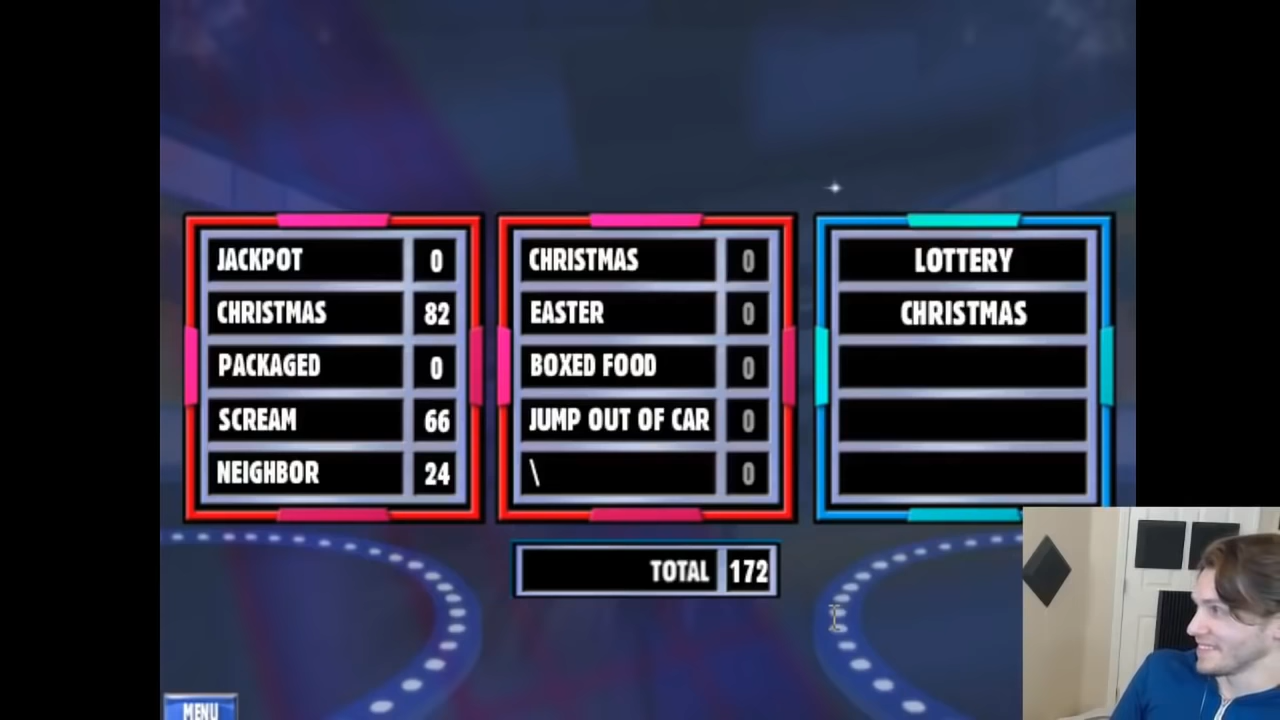 JACKPOT 0
CHRISTMAS 82
PACKAGED 0
SCREAM 66
NEIGHBOR 24
CHRISTMAS 0
EASTER 0
BOXED FOOD 0
JUMP OUT OF CAR 0
\ 0
LOTTERY
CHRISTMAS
TOTAL 172
MENU